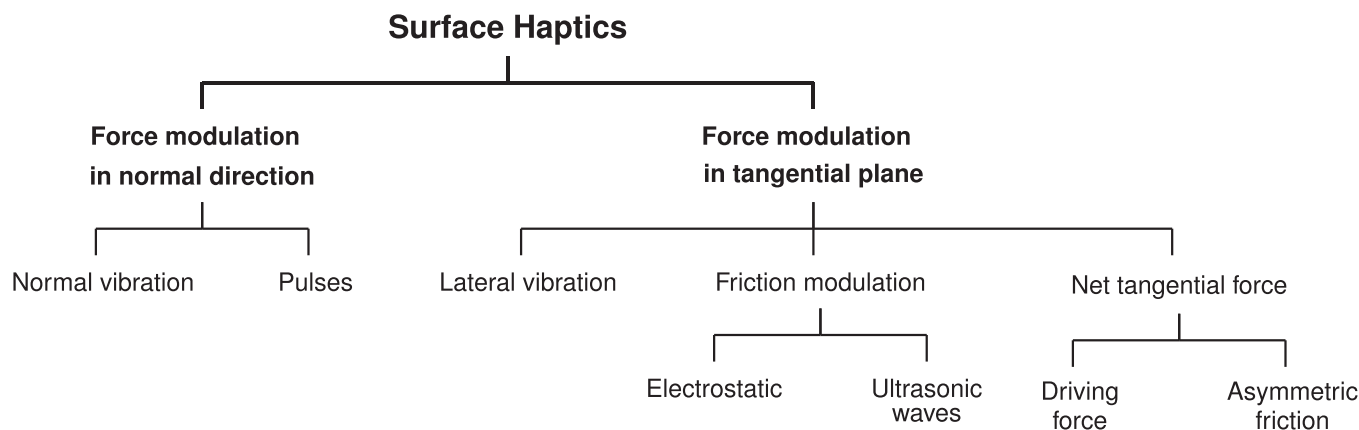 Surface Haptics
Force modulation
in normal direction
Force modulation
in tangential plane
Normal vibration
Pulses
Lateral vibration
Friction modulation
Net tangential force
Electrostatic
Ultrasonic
waves
Driving
force
Asymmetric
friction